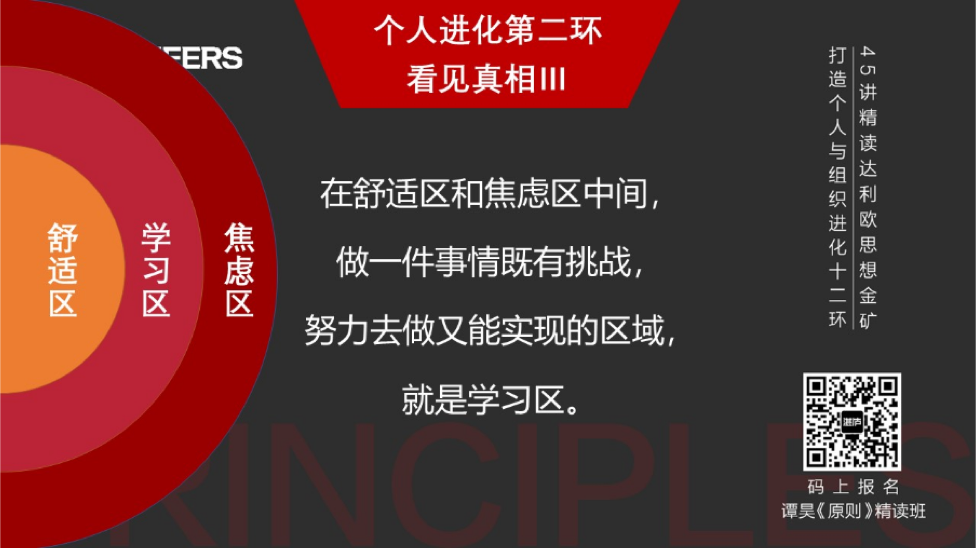 EERS
个人进化第二环
看见真相III
舒适区
学习区
焦虑区
在舒适区和焦虑区中间，
做一件事情既有挑战，
努力去做又能实现的区域，
就是学习区。
45讲精读达利欧思想金矿
打造个人与组织进化十二环
湛庐
码上报名
谭昊《原则》精读班
RINCIPLES